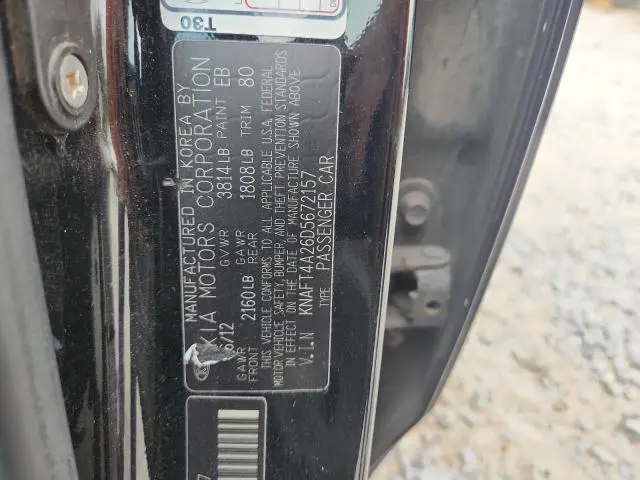 T30
MANUFACTURED IN KOREA BY
KIA MOTORS CORPORATION
6/12 GVWR 3814LB PAINT EB
GAWR FRONT 2160LB GAWR REAR 1808LB TRIM 80
THIS VEHICLE CONFORMS TO ALL APPLICABLE U.S.A. FEDERAL
MOTOR VEHICLE SAFETY, BUMPER, AND THEFT PREVENTION STANDARDS
IN EFFECT ON THE DATE OF MANUFACTURE SHOWN ABOVE
V.I.N KNAFT4A26D5672157
TYPE PASSENGER CAR